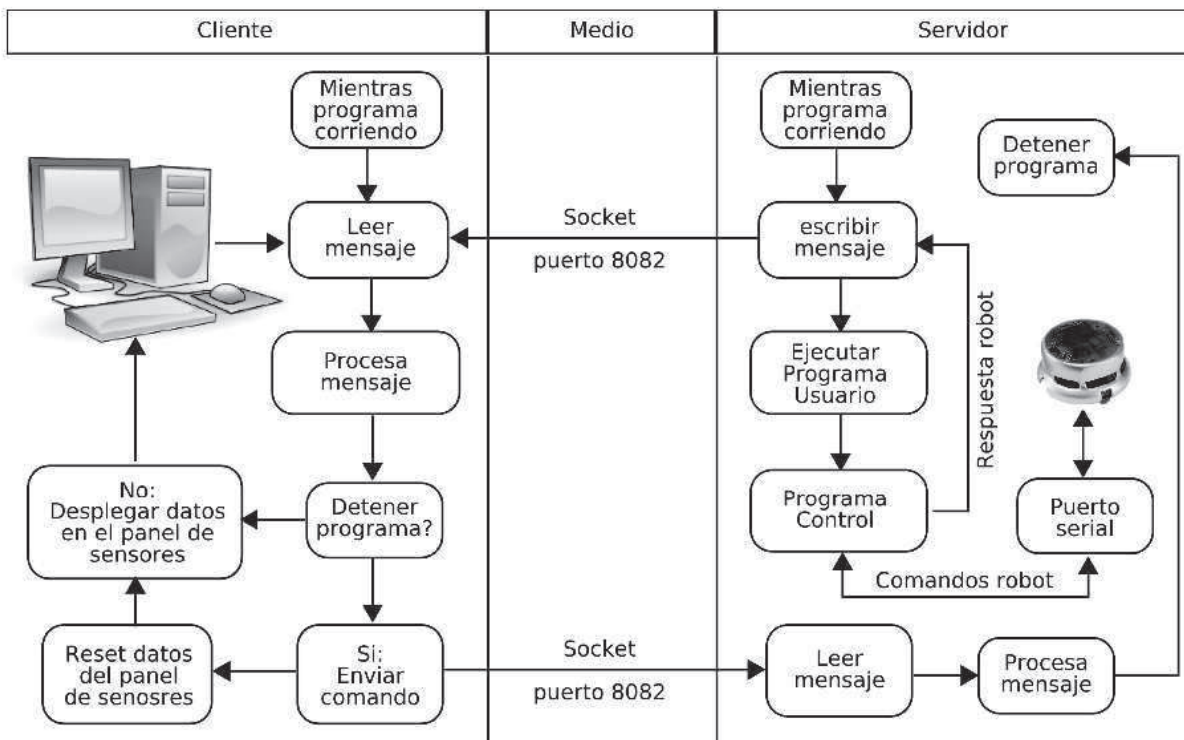 Cliente
Medio
Servidor
Mientras
programa
corriendo
Leer
mensaje
Procesa
mensaje
Detener
programa?
No:
Desplegar datos
en el panel de
sensores
Reset datos
del panel
de senosres
Si:
Enviar
comando
Socket
puerto 8082
Socket
puerto 8082
Mientras
programa
corriendo
escribir
mensaje
Ejecutar
Programa
Usuario
Programa
Control
Respuesta robot
Comandos robot
Detener
programa
Puerto
serial
Leer
mensaje
Procesa
mensaje